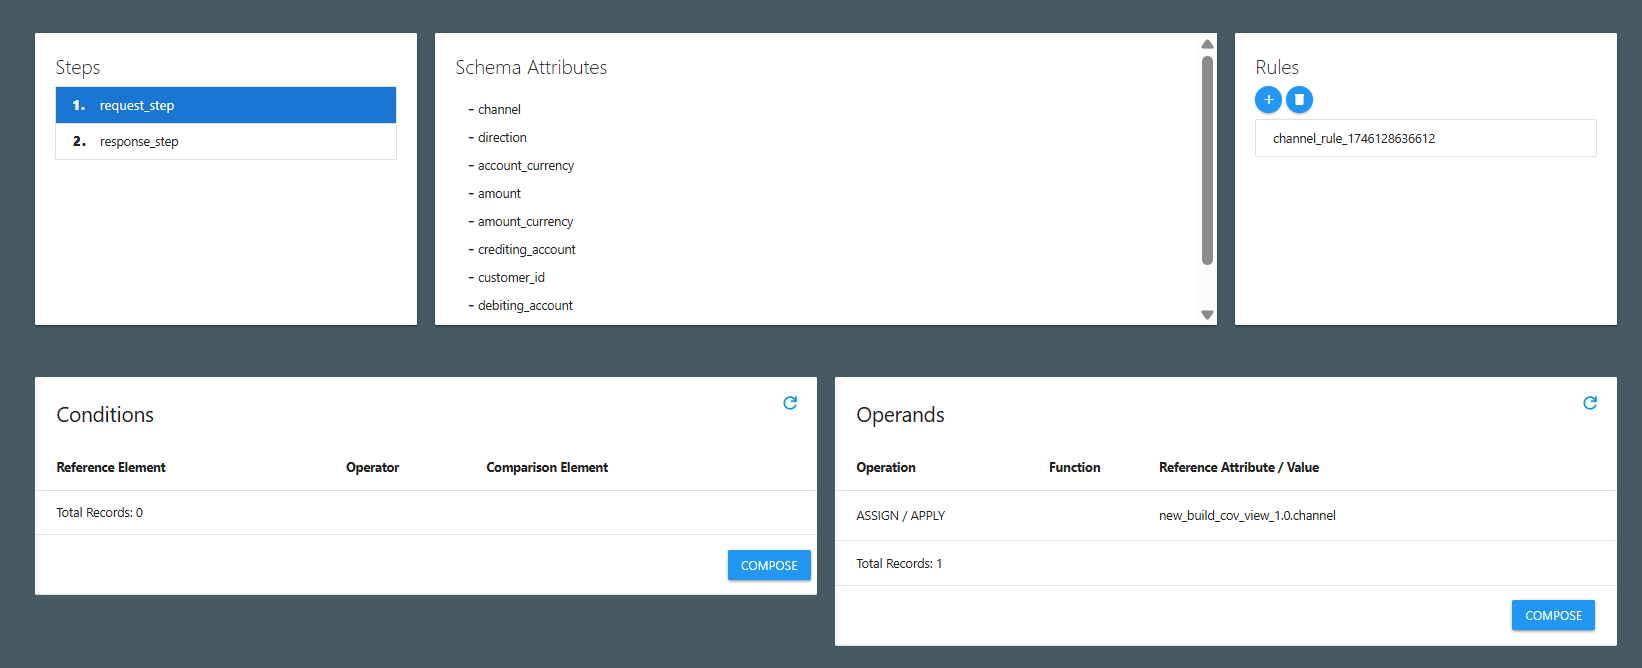 Steps
1. request_step
2. response_step
Schema Attributes
- channel
- direction
- account_currency
- amount
- amount_currency
- crediting_account
- customer_id
- debiting_account
Rules
channel_rule_1746128636612
Conditions
Reference Element Operator Comparison Element
Total Records: 0
COMPOSE
Operands
Operation Function Reference Attribute / Value
ASSIGN / APPLY new_build_cov_view_1.0.channel
Total Records: 1
COMPOSE